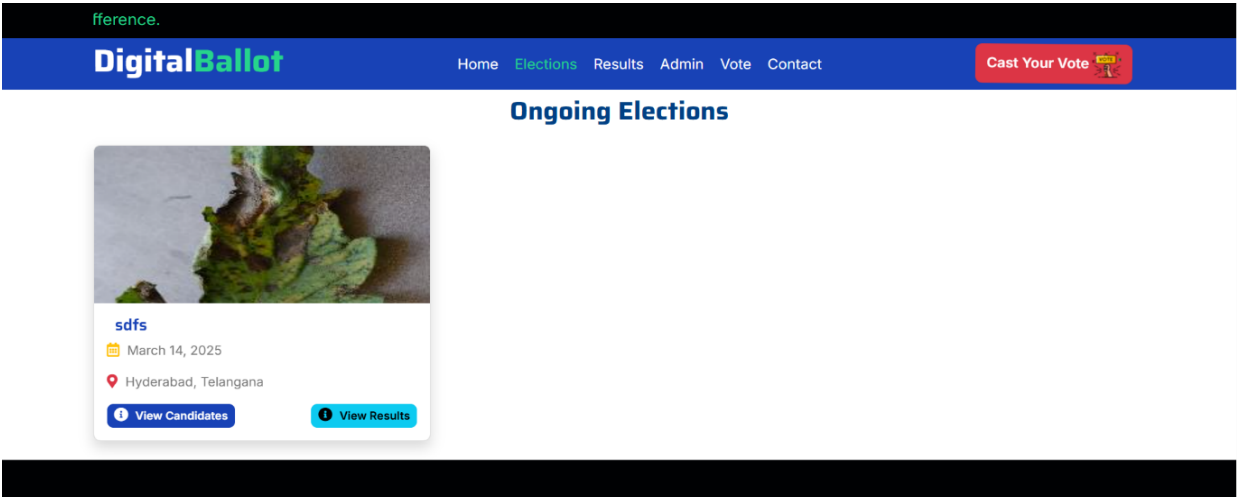 fference.
DigitalBallot Home Elections Results Admin Vote Contact Cast Your Vote VOTE
Ongoing Elections
sdfs
March 14, 2025
Hyderabad, Telangana
View Candidates View Results